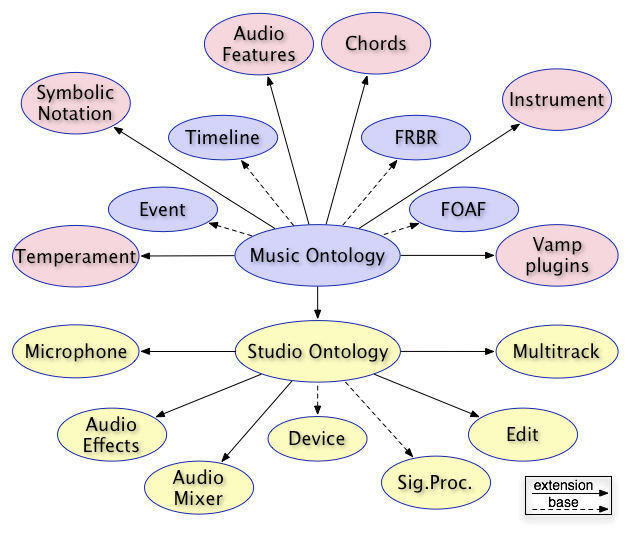 Audio
Features
Chords
Symbolic
Notation
Instrument
Timeline
FRBR
Event
FOAF
Temperament
Music Ontology
Vamp
plugins
Microphone
Studio Ontology
Multitrack
Audio
Effects
Device
Edit
Audio
Mixer
Sig.Proc.
extension
base